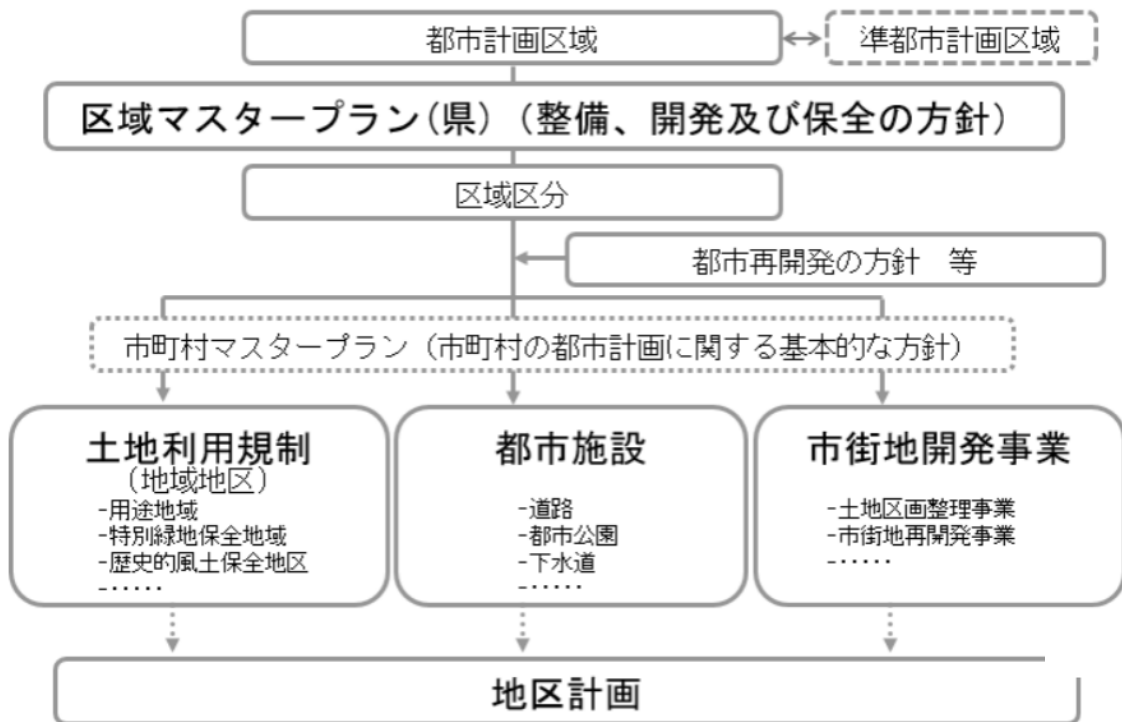 都市計画区域
準都市計画区域
区域マスタープラン(県)(整備、開発及び保全の方針)
区域区分
都市再開発の方針　等
市町村マスタープラン(市町村の都市計画に関する基本的な方針)
土地利用規制
(地域地区)
-用途地域
-特別緑地保全地域
-歴史的風土保全地区
-・・・・・
都市施設
-道路
-都市公園
-下水道
-・・・・・
市街地開発事業
-土地区画整理事業
-市街地再開発事業
-・・・・・
地区計画